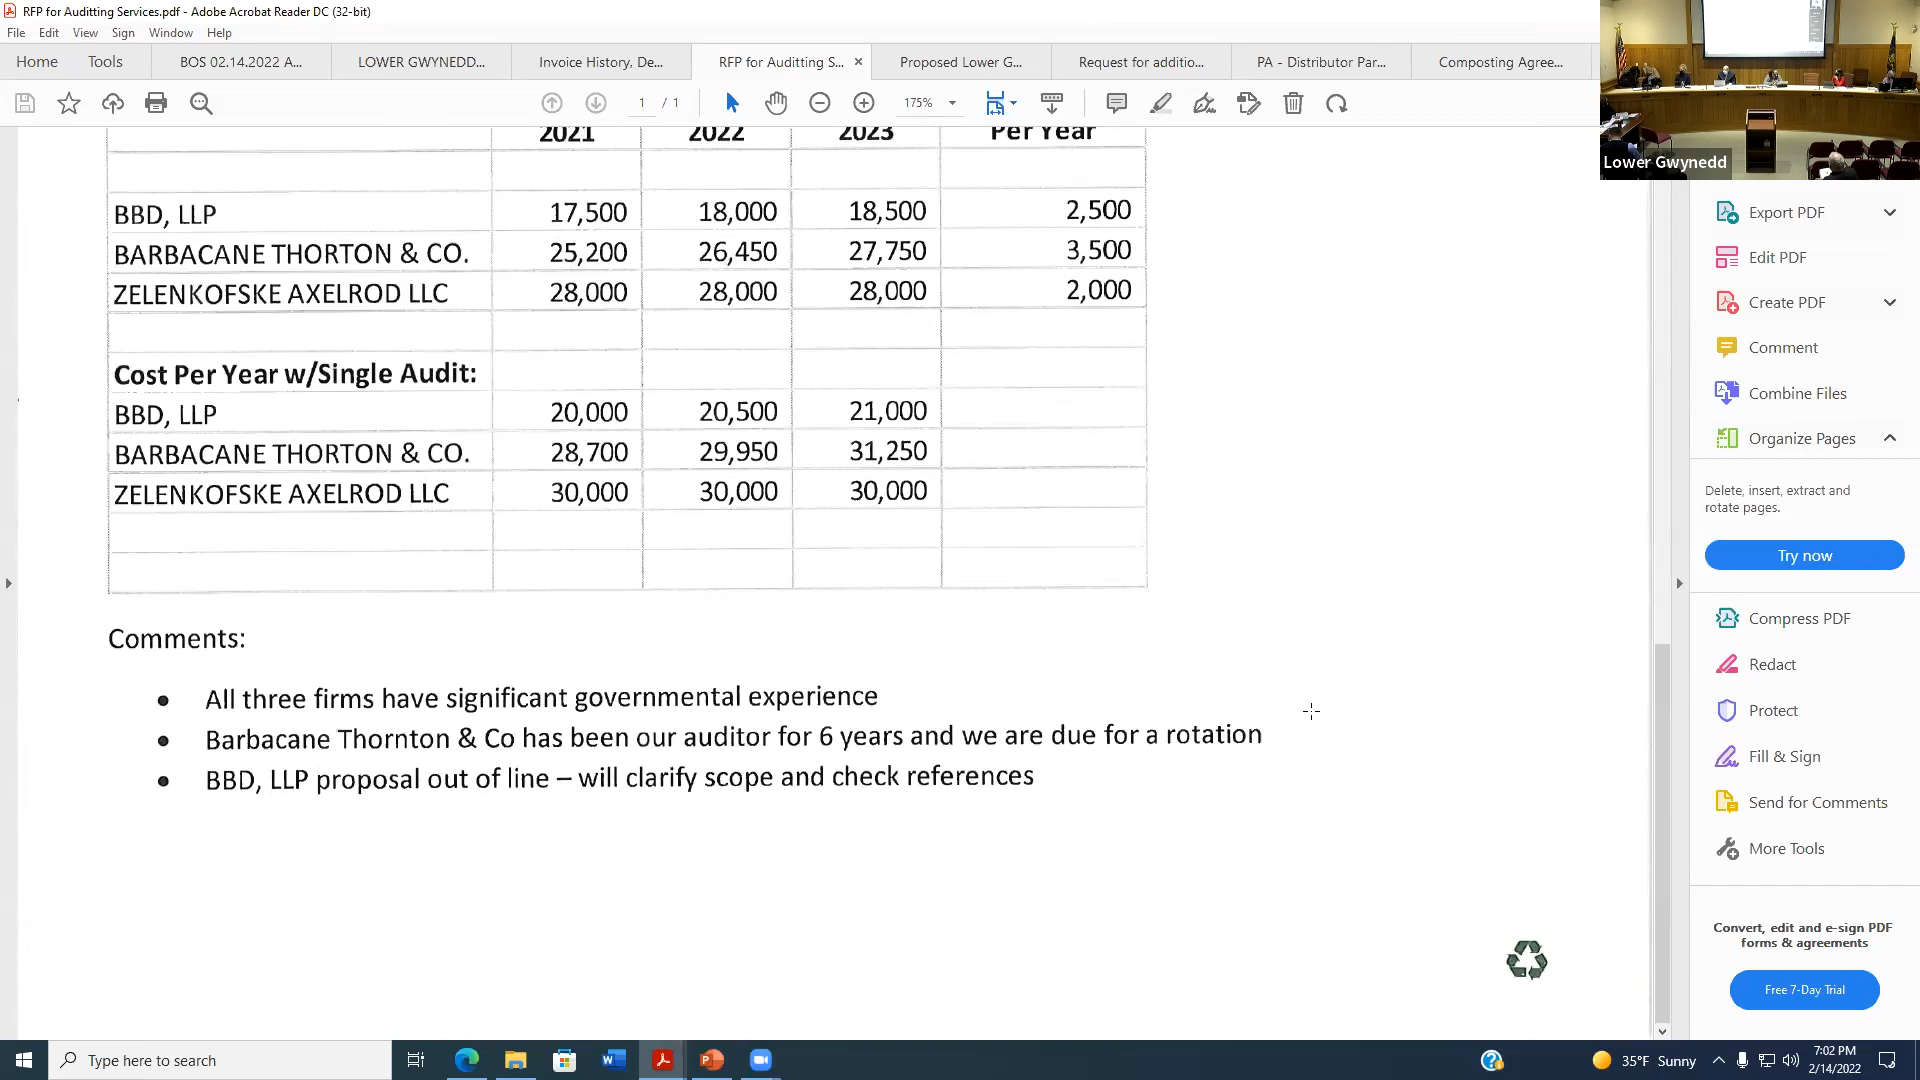 RFP for Auditting Services.pdf - Adobe Acrobat Reader DC (32-bit)
File Edit View Sign Window Help
Home Tools BOS 02.14.2022 A... LOWER GWYNEDD... Invoice History, De... RFP for Auditting S... × Proposed Lower G... Request for additio... PA - Distributor Par... Composting Agree...
1 / 1 175%
Lower Gwynedd
2021 2022 2023 Per Year
BBD, LLP 17,500 18,000 18,500 2,500
BARBACANE THORTON & CO. 25,200 26,450 27,750 3,500
ZELENKOFSKE AXELROD LLC 28,000 28,000 28,000 2,000
Cost Per Year w/Single Audit:
BBD, LLP 20,000 20,500 21,000
BARBACANE THORTON & CO. 28,700 29,950 31,250
ZELENKOFSKE AXELROD LLC 30,000 30,000 30,000
Comments:
• All three firms have significant governmental experience
• Barbacane Thornton & Co has been our auditor for 6 years and we are due for a rotation
• BBD, LLP proposal out of line – will clarify scope and check references
Export PDF
Edit PDF
Create PDF
Comment
Combine Files
Organize Pages
Delete, insert, extract and
rotate pages.
Try now
Compress PDF
Redact
Protect
Fill & Sign
Send for Comments
More Tools
Convert, edit and e-sign PDF
forms & agreements
Free 7-Day Trial
Type here to search
35°F Sunny
7:02 PM
2/14/2022